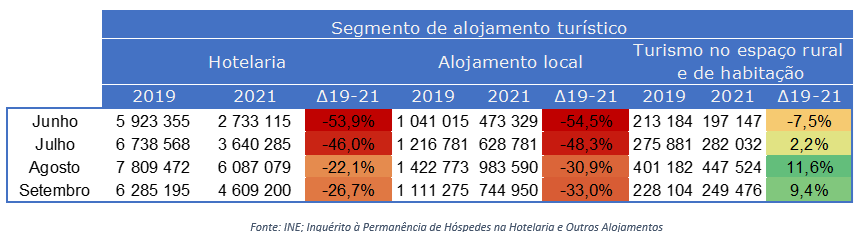 Segmento de alojamento turístico
Hotelaria Alojamento local Turismo no espaço rural e de habitação
2019 2021 Δ19-21 2019 2021 Δ19-21 2019 2021 Δ19-21
Junho 5 923 355 2 733 115 -53,9% 1 041 015 473 329 -54,5% 213 184 197 147 -7,5%
Julho 6 738 568 3 640 285 -46,0% 1 216 781 628 781 -48,3% 275 881 282 032 2,2%
Agosto 7 809 472 6 087 079 -22,1% 1 422 773 983 590 -30,9% 401 182 447 524 11,6%
Setembro 6 285 195 4 609 200 -26,7% 1 111 275 744 950 -33,0% 228 104 249 476 9,4%
Fonte: INE; Inquérito à Permanência de Hóspedes na Hotelaria e Outros Alojamentos